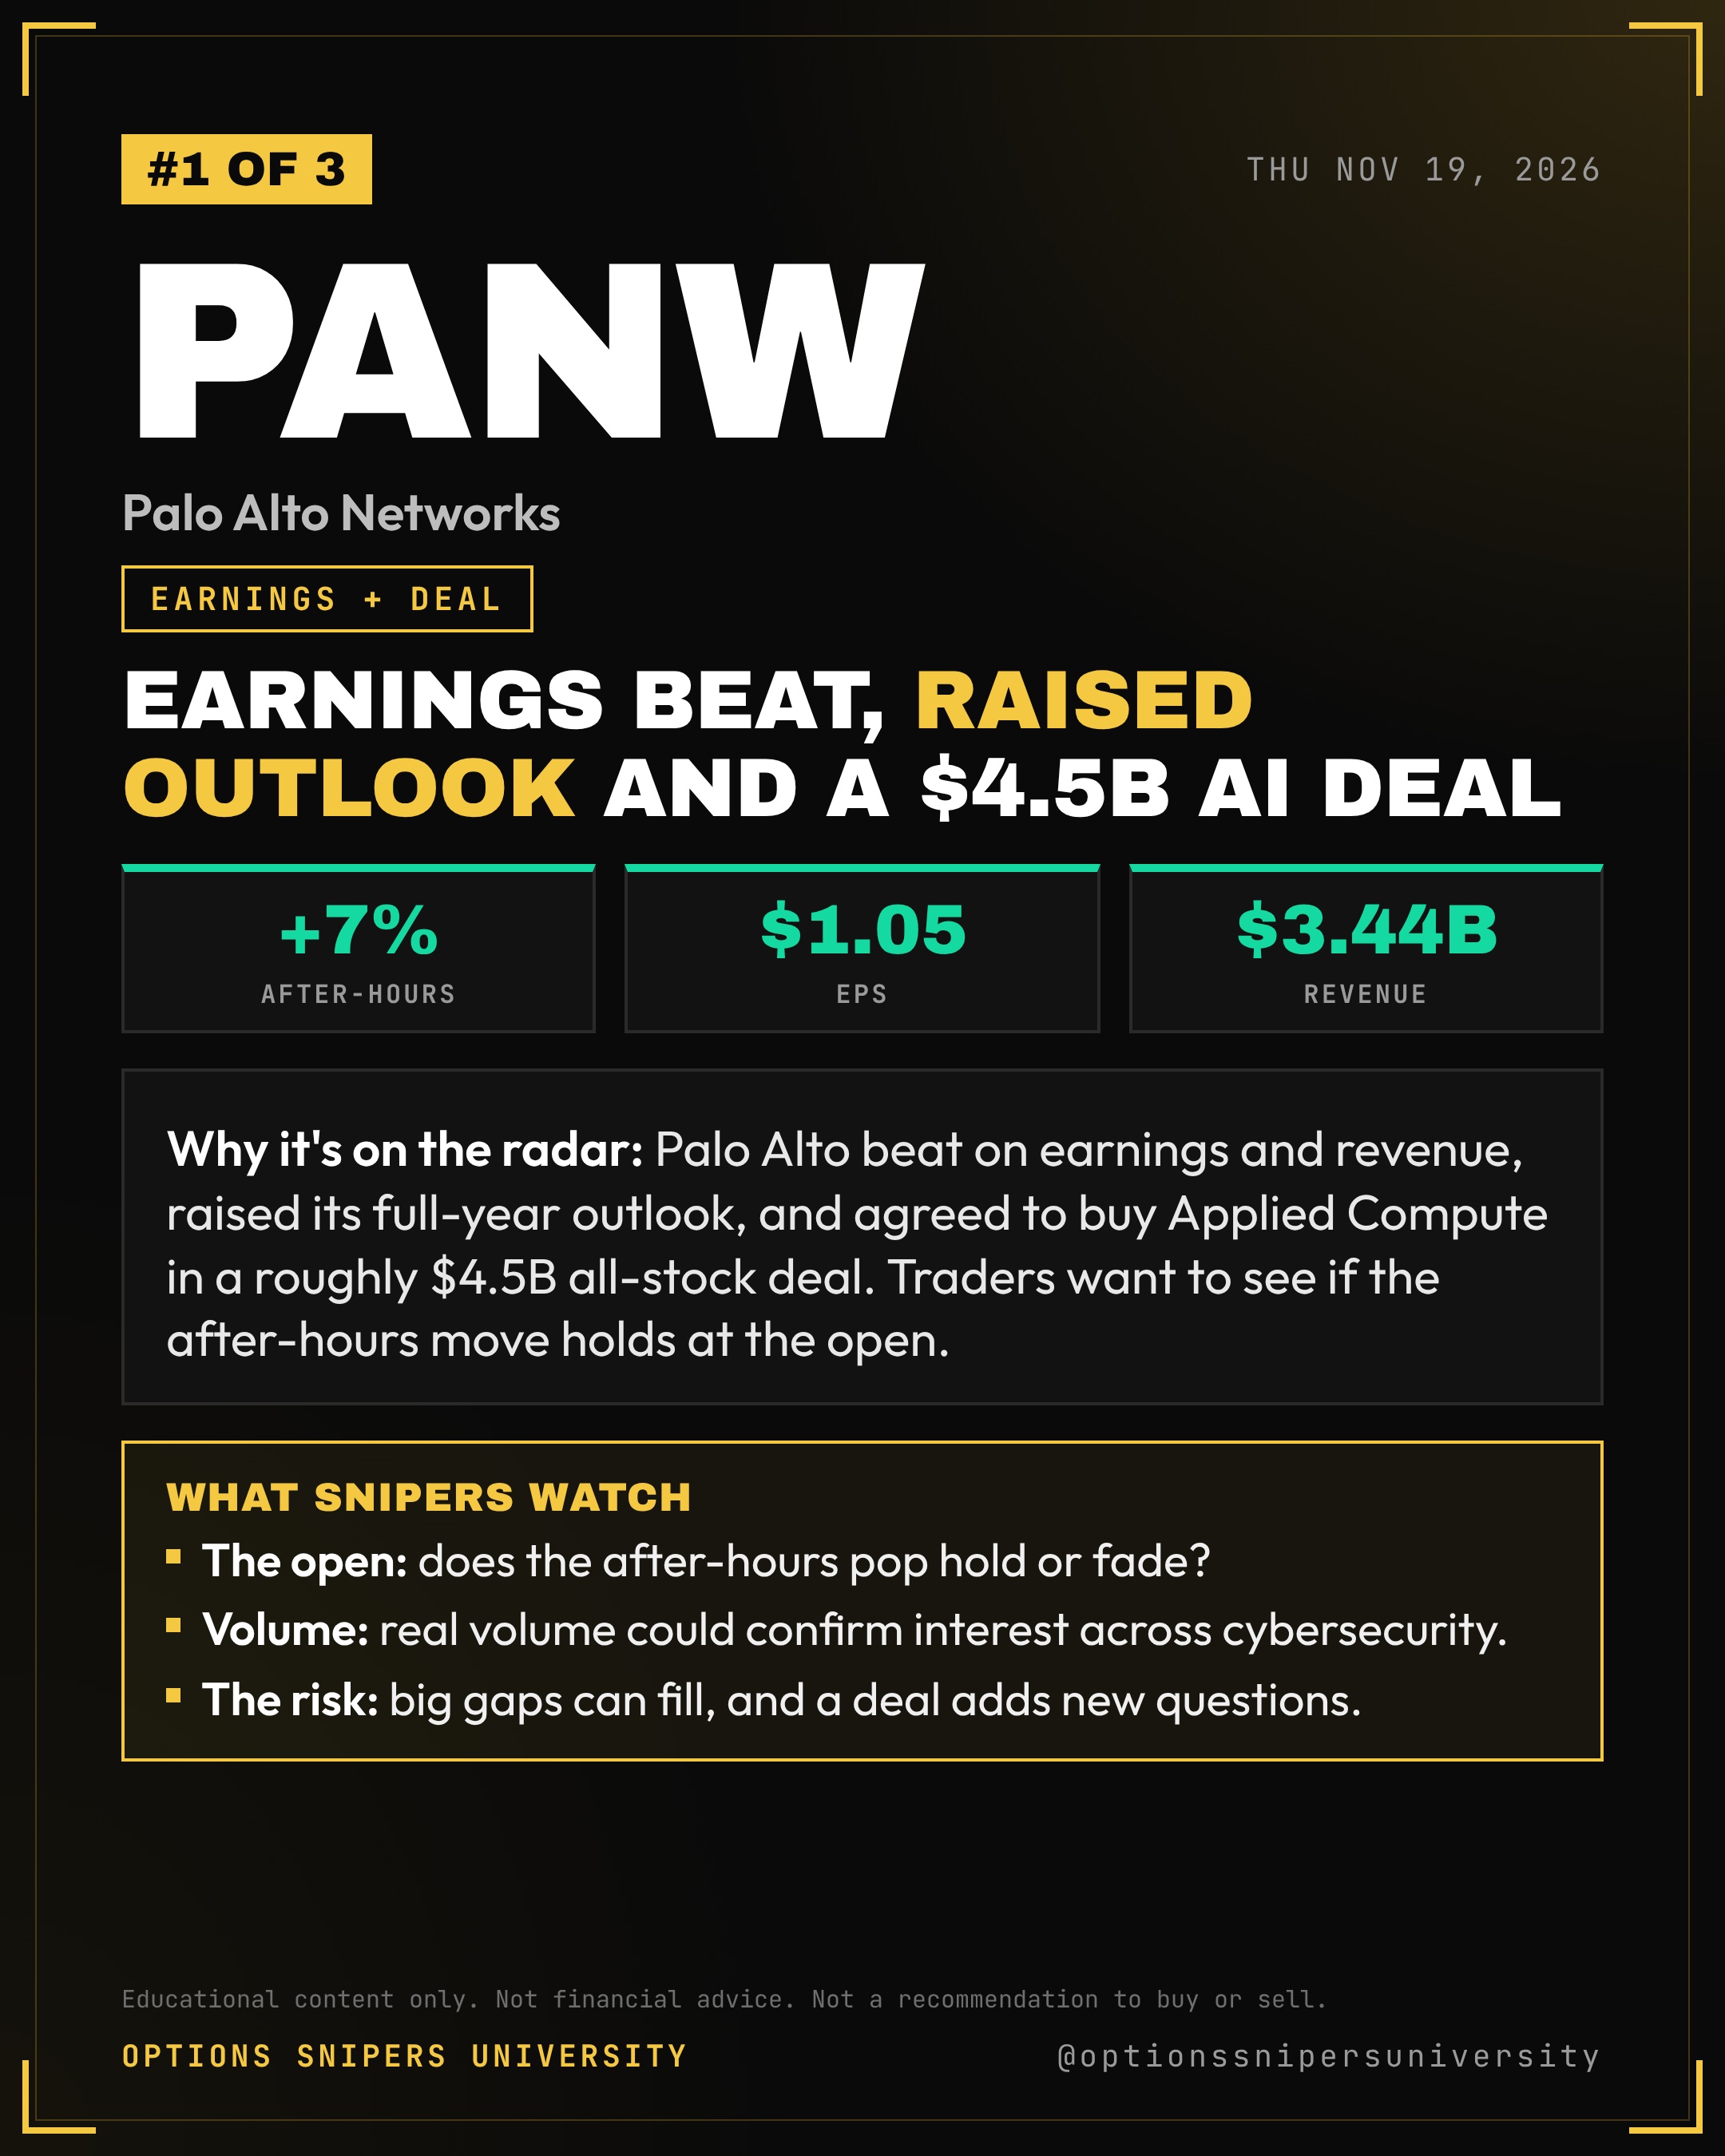 #1 OF 3
THU NOV 19, 2026
PANW
Palo Alto Networks
EARNINGS + DEAL
EARNINGS BEAT, RAISED
OUTLOOK AND A $4.5B AI DEAL
+7%
AFTER-HOURS
$1.05
EPS
$3.44B
REVENUE
Why it's on the radar: Palo Alto beat on earnings and revenue,
raised its full-year outlook, and agreed to buy Applied Compute
in a roughly $4.5B all-stock deal. Traders want to see if the
after-hours move holds at the open.
WHAT SNIPERS WATCH
The open: does the after-hours pop hold or fade?
Volume: real volume could confirm interest across cybersecurity.
The risk: big gaps can fill, and a deal adds new questions.
Educational content only. Not financial advice. Not a recommendation to buy or sell.
OPTIONS SNIPERS UNIVERSITY
@optionssnipersuniversity